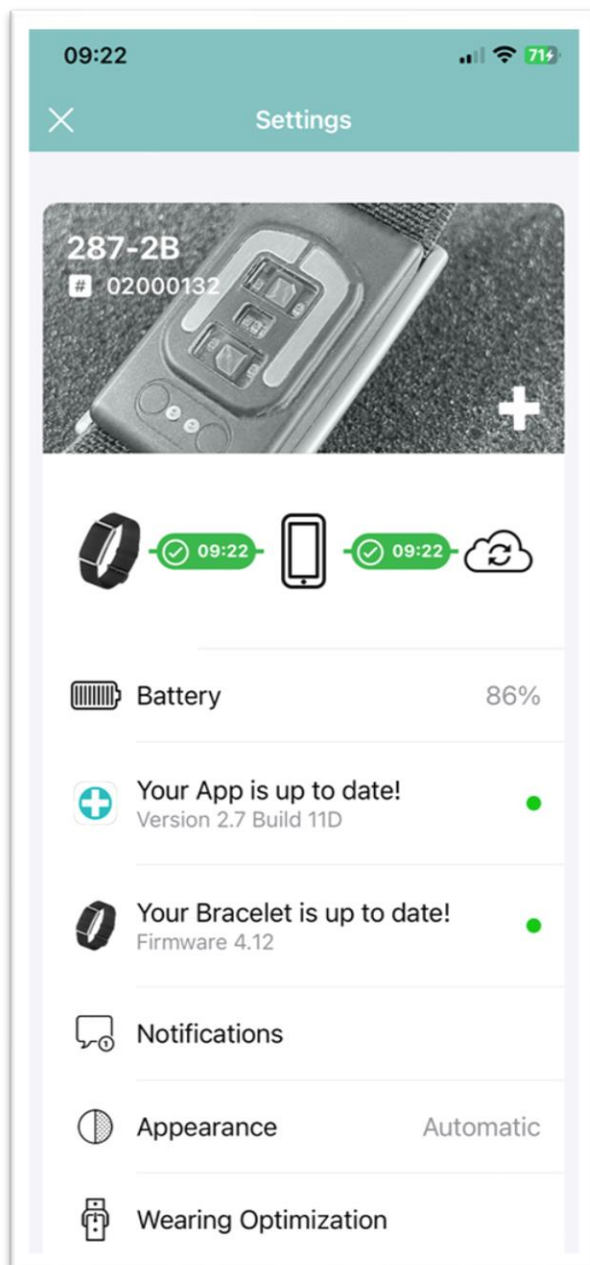 09:22
71
Settings
287-2B
# 02000132
09:22
09:22
Battery
86%
Your App is up to date!
Version 2.7 Build 11D
Your Bracelet is up to date!
Firmware 4.12
1
Notifications
Appearance
Automatic
Wearing Optimization